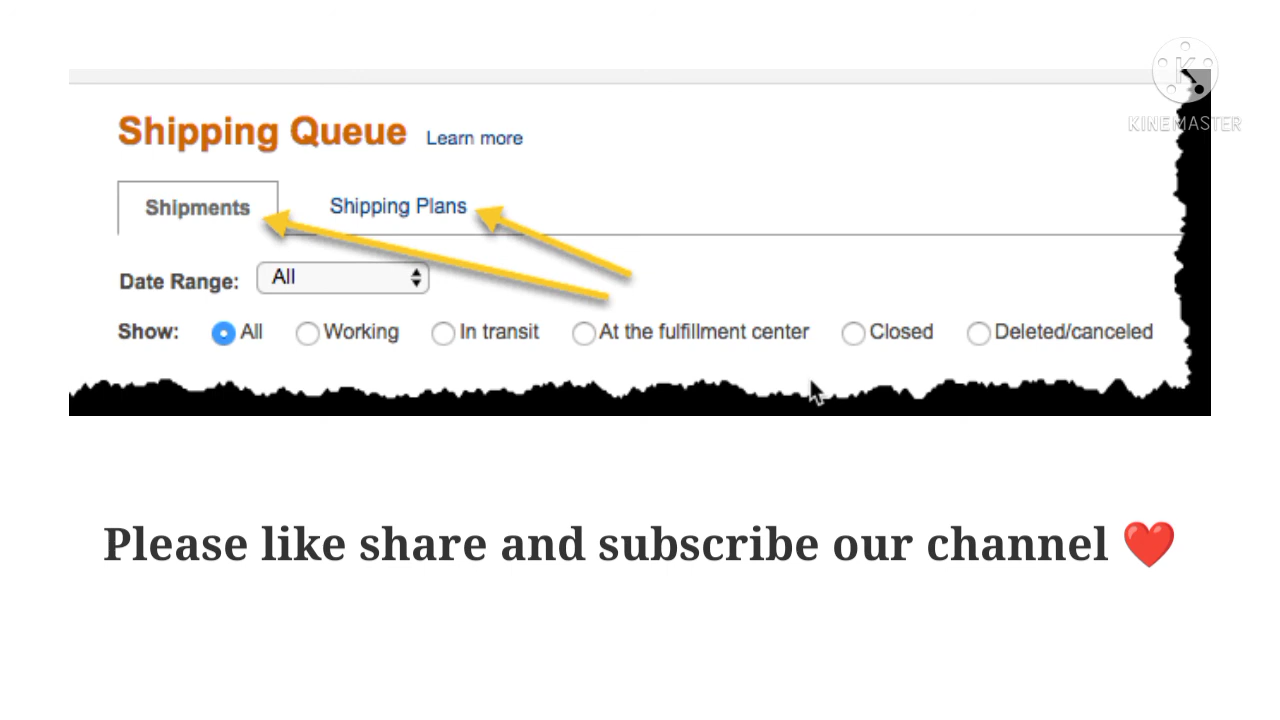 KINEMASTER
Shipping Queue Learn more
Shipments Shipping Plans
Date Range: All
Show: All Working In transit At the fulfillment center Closed Deleted/canceled
Please like share and subscribe our channel ❤️